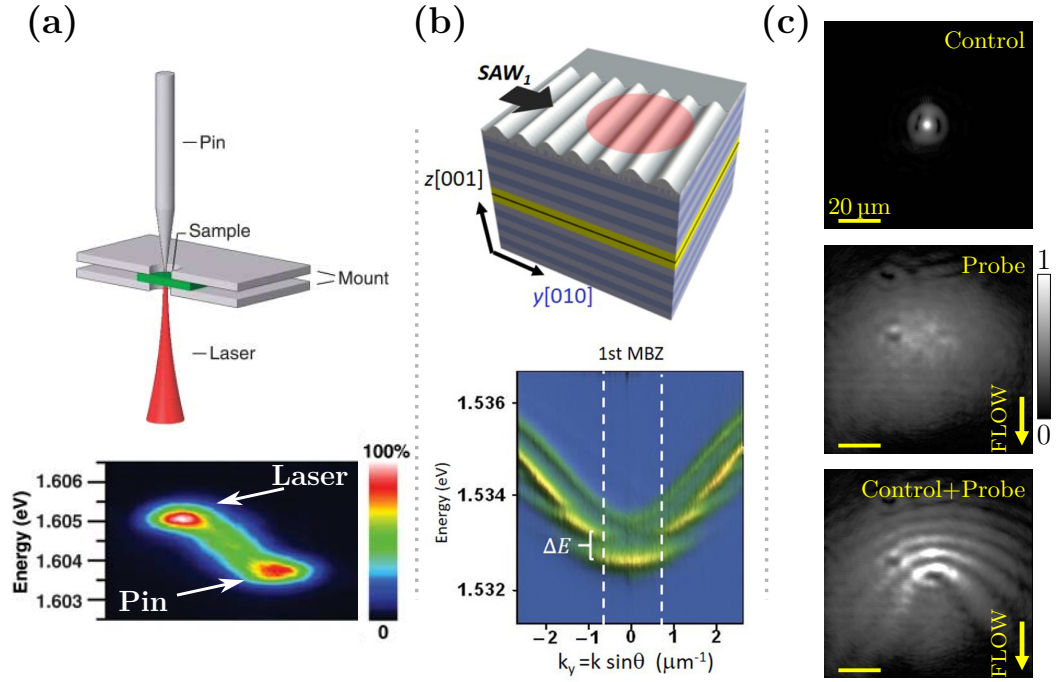 (a)
Pin
Sample
Mount
Laser
100%
1.606
1.605
1.604
1.603
Energy (eV)
Laser
Pin
0
(b)
SAW₁
z[001]
y[010]
1st MBZ
1.536
1.534
1.532
Energy (eV)
ΔE
−2 −1 0 1 2
k_y=k sinθ (μm⁻¹)
(c)
Control
20 μm
Probe
FLOW
1
0
Control+Probe
FLOW